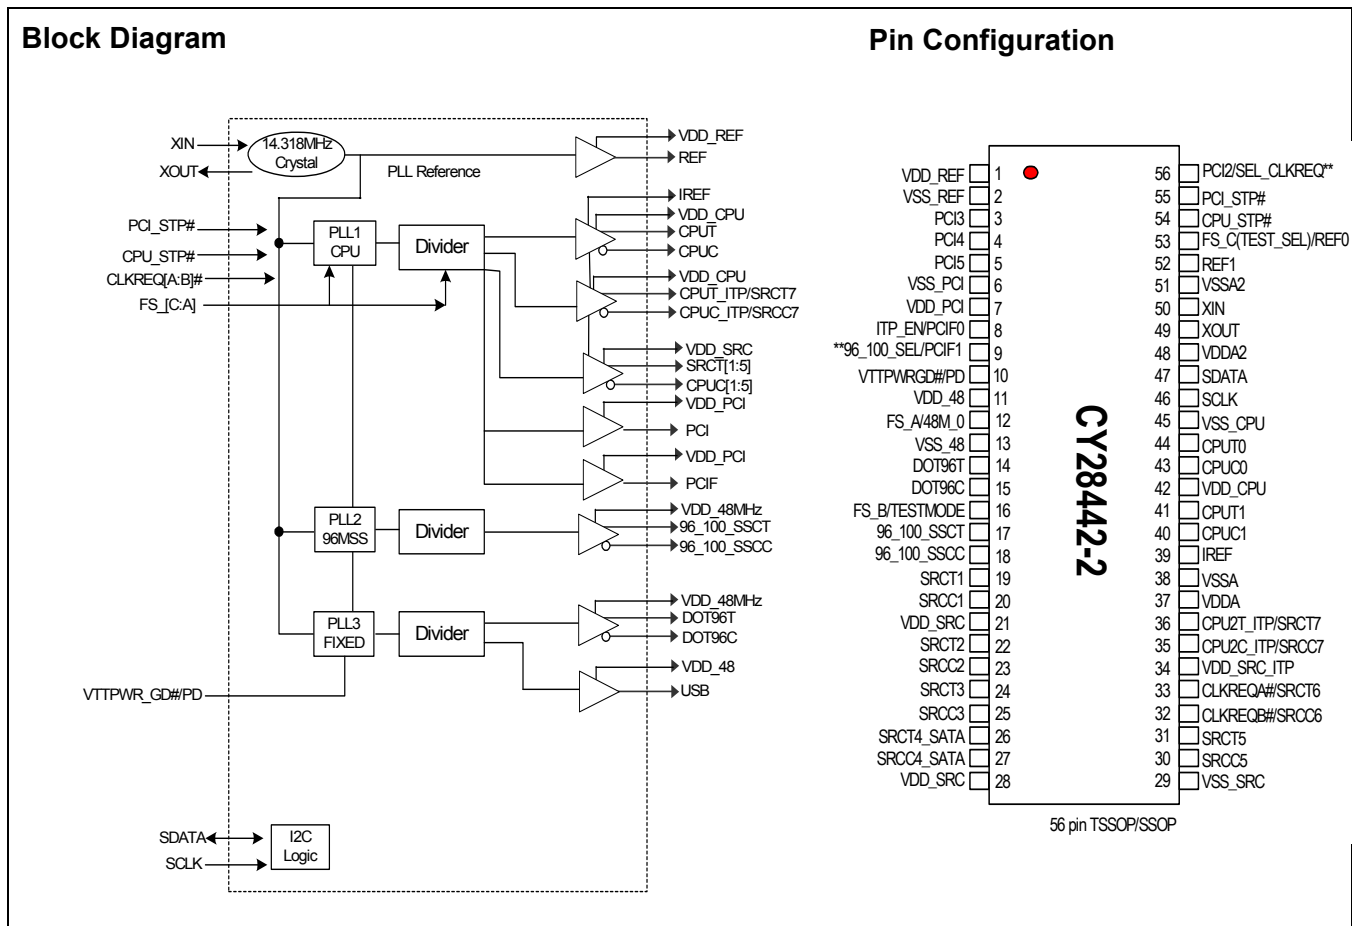 Block Diagram
Pin Configuration
XIN
XOUT
14.318MHz
Crystal
PLL Reference
VDD_REF
REF
PCI_STP#
CPU_STP#
CLKREQ[A:B]#
FS_[C:A]
PLL1
CPU
Divider
IREF
VDD_CPU
CPUT
CPUC
VDD_CPU
CPUT_ITP/SRCT7
CPUC_ITP/SRCC7
VDD_SRC
SRCT[1:5]
CPUC[1:5]
VDD_PCI
PCI
VDD_PCI
PCIF
PLL2
96MSS
Divider
VDD_48MHz
96_100_SSCT
96_100_SSCC
PLL3
FIXED
Divider
VDD_48MHz
DOT96T
DOT96C
VDD_48
USB
VTTPWR_GD#/PD
SDATA
SCLK
I2C
Logic
VDD_REF 1
VSS_REF 2
PCI3 3
PCI4 4
PCI5 5
VSS_PCI 6
VDD_PCI 7
ITP_EN/PCIF0 8
**96_100_SEL/PCIF1 9
VTTPWRGD#/PD 10
VDD_48 11
FS_A/48M_0 12
VSS_48 13
DOT96T 14
DOT96C 15
FS_B/TESTMODE 16
96_100_SSCT 17
96_100_SSCC 18
SRCT1 19
SRCC1 20
VDD_SRC 21
SRCT2 22
SRCC2 23
SRCT3 24
SRCC3 25
SRCT4_SATA 26
SRCC4_SATA 27
VDD_SRC 28
CY28442-2
56 PCI2/SEL_CLKREQ**
55 PCI_STP#
54 CPU_STP#
53 FS_C(TEST_SEL)/REF0
52 REF1
51 VSSA2
50 XIN
49 XOUT
48 VDDA2
47 SDATA
46 SCLK
45 VSS_CPU
44 CPUT0
43 CPUC0
42 VDD_CPU
41 CPUT1
40 CPUC1
39 IREF
38 VSSA
37 VDDA
36 CPU2T_ITP/SRCT7
35 CPU2C_ITP/SRCC7
34 VDD_SRC_ITP
33 CLKREQA#/SRCT6
32 CLKREQB#/SRCC6
31 SRCT5
30 SRCC5
29 VSS_SRC
56 pin TSSOP/SSOP